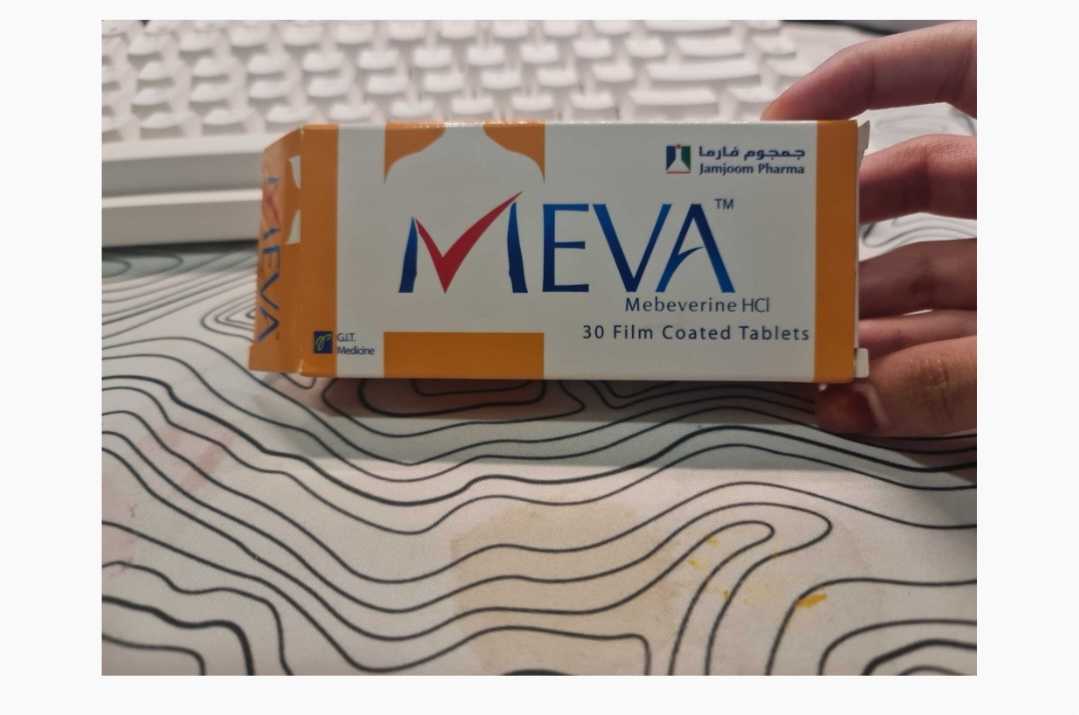 جمجوم فارما
Jamjoom Pharma
MEVA™
Mebeverine HCl
30 Film Coated Tablets
G.I.T.
Medicine
MEVA